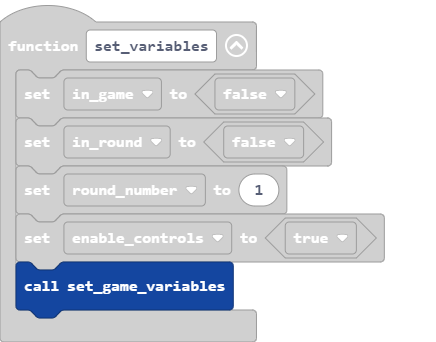 function set_variables
set in_game to false
set in_round to false
set round_number to 1
set enable_controls to true
call set_game_variables